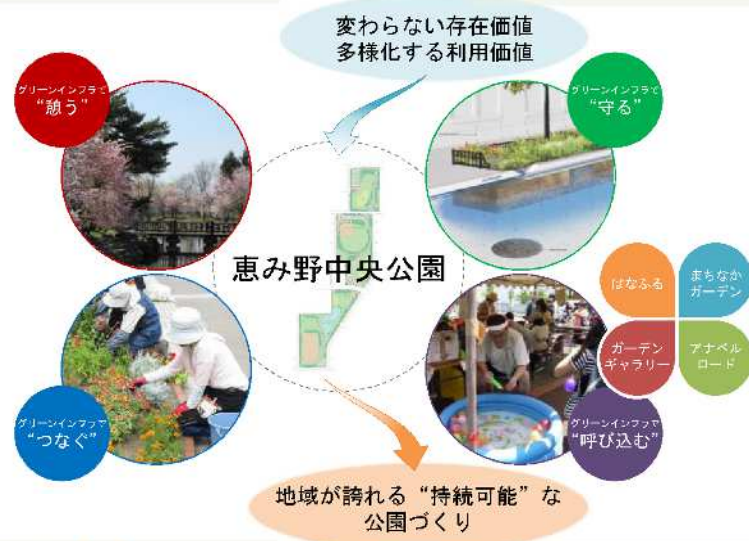 変わらない存在価値
多様化する利用価値
グリーンインフラで
“憩う”
グリーンインフラで
“守る”
恵み野中央公園
はなふる
まちなか
ガーデン
ガーデン
ギャラリー
アナベル
ロード
グリーンインフラで
“つなぐ”
グリーンインフラで
“呼び込む”
地域が誇れる“持続可能”な
公園づくり